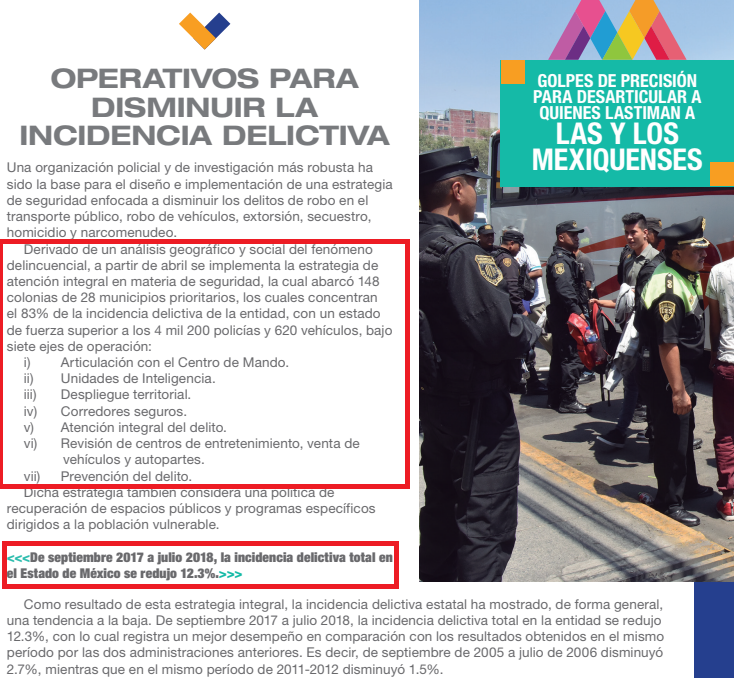 OPERATIVOS PARA
DISMINUIR LA
INCIDENCIA DELICTIVA
Una organización policial y de investigación más robusta ha
sido la base para el diseño e implementación de una estrategia
de seguridad enfocada a disminuir los delitos de robo en el
transporte público, robo de vehículos, extorsión, secuestro,
homicidio y narcomenudeo.
Derivado de un análisis geográfico y social del fenómeno
delincuencial, a partir de abril se implementa la estrategia de
atención integral en materia de seguridad, la cual abarcó 148
colonias de 28 municipios prioritarios, los cuales concentran
el 83% de la incidencia delictiva de la entidad, con un estado
de fuerza superior a los 4 mil 200 policías y 620 vehículos, bajo
siete ejes de operación:
i) Articulación con el Centro de Mando.
ii) Unidades de Inteligencia.
iii) Despliegue territorial.
iv) Corredores seguros.
v) Atención integral del delito.
vi) Revisión de centros de entretenimiento, venta de
vehículos y autopartes.
vii) Prevención del delito.
Dicha estrategia también considera una política de
recuperación de espacios públicos y programas específicos
dirigidos a la población vulnerable.
<<<De septiembre 2017 a julio 2018, la incidencia delictiva total en
el Estado de México se redujo 12.3%.>>>
GOLPES DE PRECISIÓN
PARA DESARTICULAR A
QUIENES LASTIMAN A
LAS Y LOS
MEXIQUENSES
Como resultado de esta estrategia integral, la incidencia delictiva estatal ha mostrado, de forma general,
una tendencia a la baja. De septiembre 2017 a julio 2018, la incidencia delictiva total en la entidad se redujo
12.3%, con lo cual registra un mejor desempeño en comparación con los resultados obtenidos en el mismo
período por las dos administraciones anteriores. Es decir, de septiembre de 2005 a julio de 2006 disminuyó
2.7%, mientras que en el mismo período de 2011-2012 disminuyó 1.5%.